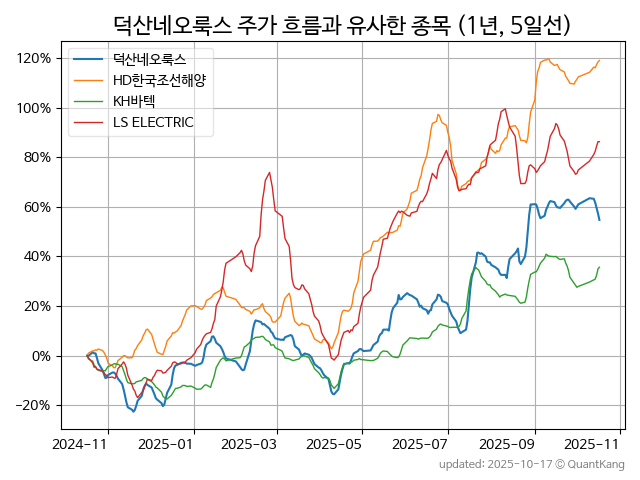 덕산네오룩스 주가 흐름과 유사한 종목 (1년, 5일선)
덕산네오룩스
HD한국조선해양
KH바텍
LS ELECTRIC
120%
100%
80%
60%
40%
20%
0%
−20%
2024-11 2025-01 2025-03 2025-05 2025-07 2025-09 2025-11
updated: 2025-10-17 © QuantKang